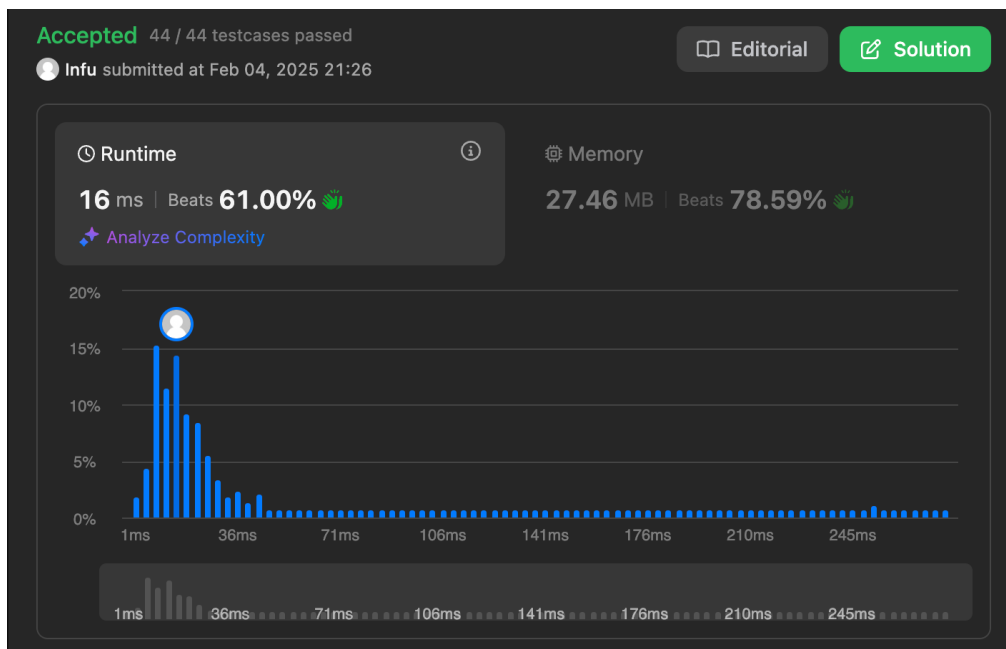 Accepted 44 / 44 testcases passed
Infu submitted at Feb 04, 2025 21:26
Editorial
Solution
Runtime
16 ms | Beats 61.00%
Analyze Complexity
Memory
27.46 MB | Beats 78.59%
20%
15%
10%
5%
0%
1ms 36ms 71ms 106ms 141ms 176ms 210ms 245ms
1ms 36ms 71ms 106ms 141ms 176ms 210ms 245ms